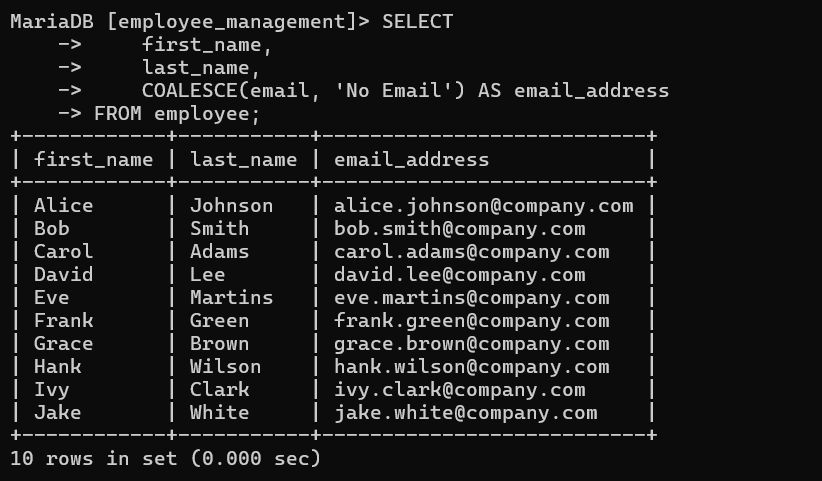 MariaDB [employee_management]> SELECT
    ->     first_name,
    ->     last_name,
    ->     COALESCE(email, 'No Email') AS email_address
    -> FROM employee;
+------------+-----------+---------------------------+
| first_name | last_name | email_address             |
+------------+-----------+---------------------------+
| Alice      | Johnson   | alice.johnson@company.com |
| Bob        | Smith     | bob.smith@company.com     |
| Carol      | Adams     | carol.adams@company.com   |
| David      | Lee       | david.lee@company.com     |
| Eve        | Martins   | eve.martins@company.com   |
| Frank      | Green     | frank.green@company.com   |
| Grace      | Brown     | grace.brown@company.com   |
| Hank       | Wilson    | hank.wilson@company.com   |
| Ivy        | Clark     | ivy.clark@company.com     |
| Jake       | White     | jake.white@company.com    |
+------------+-----------+---------------------------+
10 rows in set (0.000 sec)